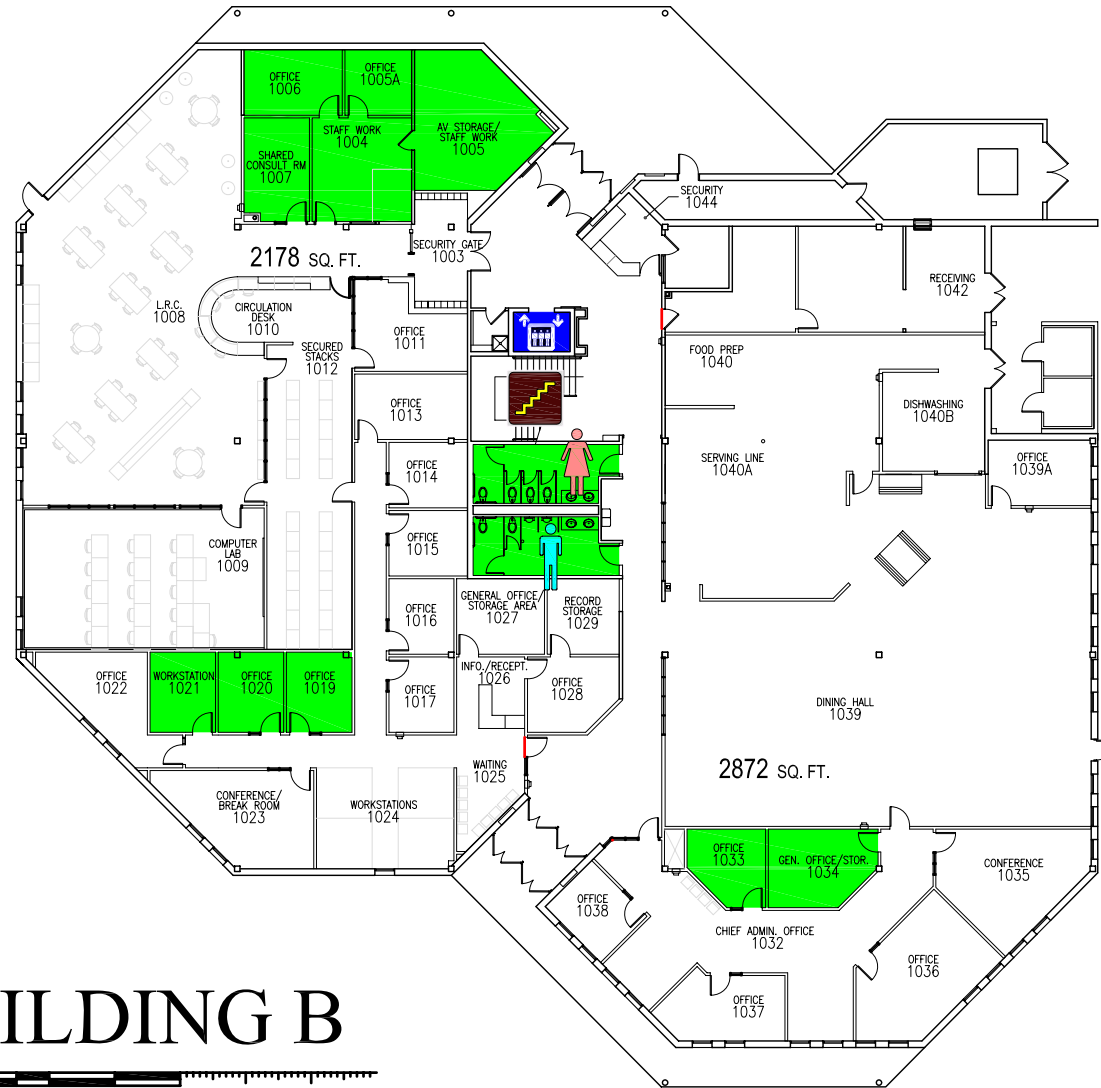 OFFICE
1006
OFFICE
1005A
STAFF WORK
1004
AV STORAGE/
STAFF WORK
1005
SHARED
CONSULT RM
1007
SECURITY
1044
SECURITY GATE
1003
2178 SQ. FT.
RECEIVING
1042
L.R.C.
1008
CIRCULATION
DESK
1010
OFFICE
1011
SECURED
STACKS
1012
FOOD PREP
1040
OFFICE
1013
DISHWASHING
1040B
OFFICE
1014
SERVING LINE
1040A
OFFICE
1039A
OFFICE
1015
COMPUTER
LAB
1009
OFFICE
1016
GENERAL OFFICE/
STORAGE AREA
1027
RECORD
STORAGE
1029
OFFICE
1022
WORKSTATION
1021
OFFICE
1020
OFFICE
1019
OFFICE
1017
INFO./RECEPT.
1026
OFFICE
1028
DINING HALL
1039
2872 SQ. FT.
WAITING
1025
CONFERENCE/
BREAK ROOM
1023
WORKSTATIONS
1024
OFFICE
1033
GEN. OFFICE/STOR.
1034
CONFERENCE
1035
OFFICE
1038
CHIEF ADMIN. OFFICE
1032
OFFICE
1036
OFFICE
1037
ILDING B